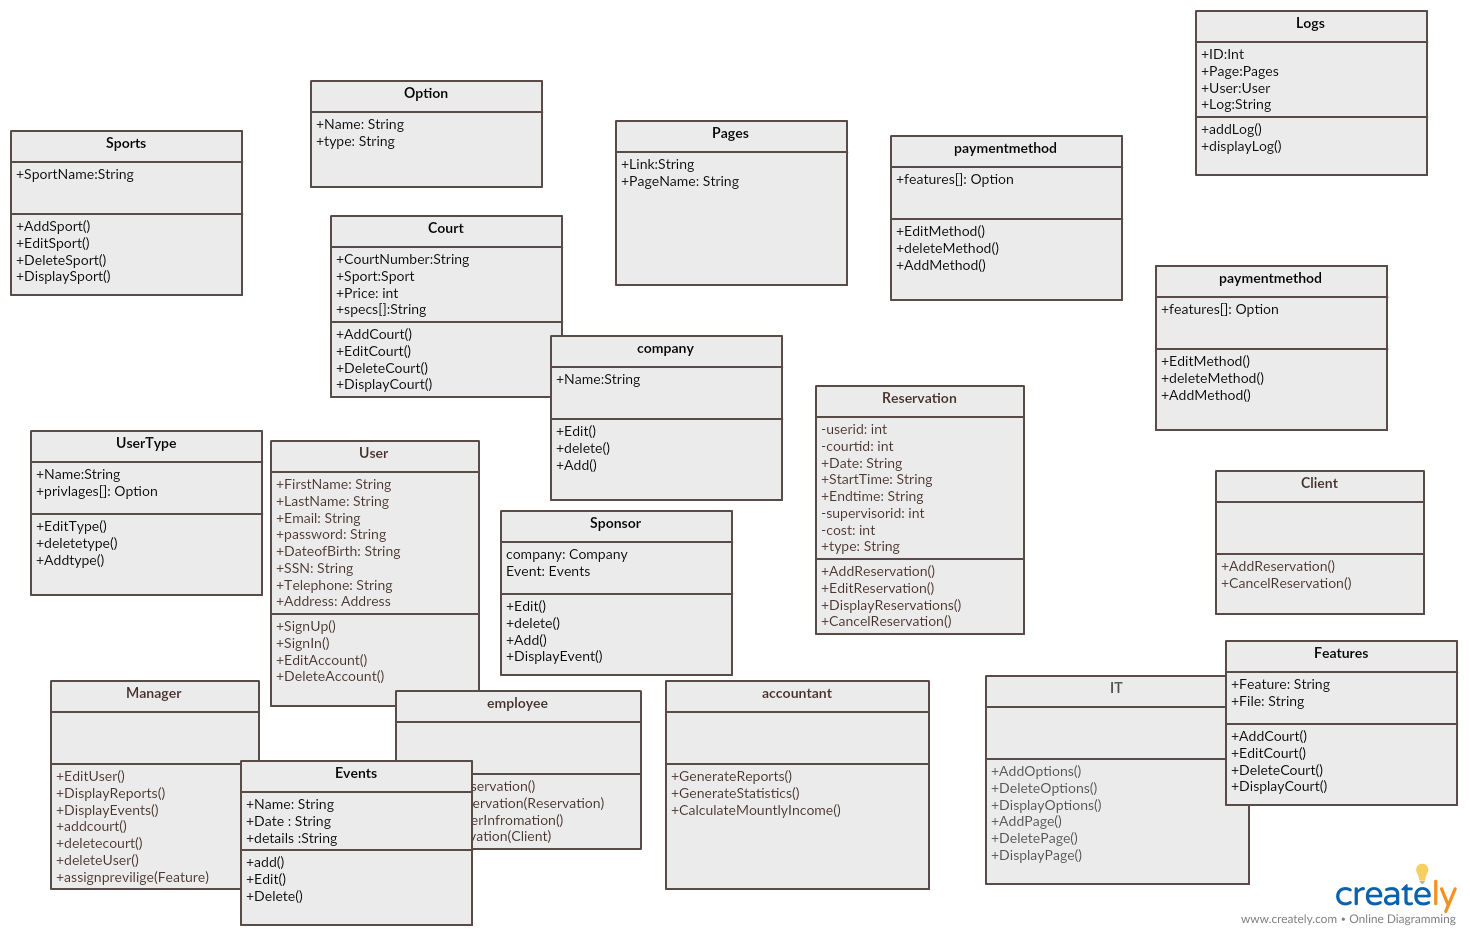 Logs
+ID:Int
+Page:Pages
+User:User
+Log:String
+addLog()
+displayLog()
Option
+Name: String
+type: String
Sports
+SportName:String
+AddSport()
+EditSport()
+DeleteSport()
+DisplaySport()
Pages
+Link:String
+PageName: String
paymentmethod
+features[]: Option
+EditMethod()
+deleteMethod()
+AddMethod()
Court
+CourtNumber:String
+Sport:Sport
+Price: int
+specs[]:String
+AddCourt()
+EditCourt()
+DeleteCourt()
+DisplayCourt()
paymentmethod
+features[]: Option
+EditMethod()
+deleteMethod()
+AddMethod()
company
+Name:String
+Edit()
+delete()
+Add()
Reservation
-userid: int
-courtid: int
+Date: String
+StartTime: String
+Endtime: String
-supervisorid: int
-cost: int
+type: String
+AddReservation()
+EditReservation()
+DisplayReservations()
+CancelReservation()
UserType
+Name:String
+privlages[]: Option
+EditType()
+deletetype()
+Addtype()
User
+FirstName: String
+LastName: String
+Email: String
+password: String
+DateofBirth: String
+SSN: String
+Telephone: String
+Address: Address
+SignUp()
+SignIn()
+EditAccount()
+DeleteAccount()
Client
+AddReservation()
+CancelReservation()
Sponsor
company: Company
Event: Events
+Edit()
+delete()
+Add()
+DisplayEvent()
Features
+Feature: String
+File: String
+AddCourt()
+EditCourt()
+DeleteCourt()
+DisplayCourt()
Manager
+EditUser()
+DisplayReports()
+DisplayEvents()
+addcourt()
+deletecourt()
+deleteUser()
+assignprevilige(Feature)
employee
servation()
ervation(Reservation)
erInfromation()
vation(Client)
Events
+Name: String
+Date : String
+details :String
+add()
+Edit()
+Delete()
accountant
+GenerateReports()
+GenerateStatistics()
+CalculateMountlyIncome()
IT
+AddOptions()
+DeleteOptions()
+DisplayOptions()
+AddPage()
+DeletePage()
+DisplayPage()
creately
www.creately.com • Online Diagramming